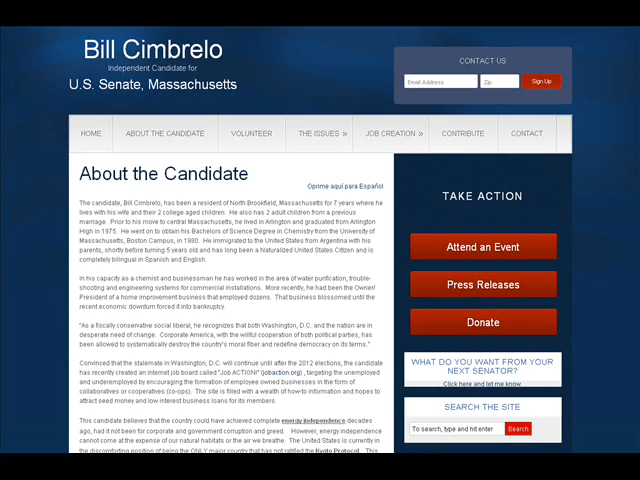 Bill Cimbrelo
Independent Candidate for
U.S. Senate, Massachusetts
CONTACT US
Email Address
Zip
Sign Up
HOME
ABOUT THE CANDIDATE
VOLUNTEER
THE ISSUES »
JOB CREATION »
CONTRIBUTE
CONTACT
About the Candidate
Oprime aquí para Español
The candidate, Bill Cimbrelo, has been a resident of North Brookfield, Massachusetts for 7 years where he
lives with his wife and their 2 college aged children.  He also has 2 adult children from a previous
marriage.  Prior to his move to central Massachusetts, he lived in Arlington and graduated from Arlington
High in 1975.  He went on to obtain his Bachelors of Science Degree in Chemistry from the University of
Massachusetts, Boston Campus, in 1980.  He immigrated to the United States from Argentina with his
parents, shortly before turning 5 years old and has long been a Naturalized United States Citizen and is
completely bilingual in Spanish and English.
In his capacity as a chemist and businessman he has worked in the area of water purification, trouble-
shooting and engineering systems for commercial installations.  More recently, he had been the Owner/
President of a home improvement business that employed dozens.  That business blossomed until the
recent economic downturn forced it into bankruptcy.
"As a fiscally conservative social liberal, he recognizes that both Washington, D.C. and the nation are in
desperate need of change.  Corporate America, with the willful cooperation of both political parties, has
been allowed to systematically destroy the country's moral fiber and redefine democracy on its terms."
Convinced that the stalemate in Washington, D.C. will continue until after the 2012 elections, the candidate
has recently created an internet job board called "Job ACTION!" (jobaction.org) , targeting the unemployed
and underemployed by encouraging the formation of employee owned businesses in the form of
collaboratives or cooperatives (co-ops).  The site is filled with a wealth of how-to information and hopes to
attract seed money and low interest business loans for its members.
This candidate believes that the country could have achieved complete energy independence decades
ago, had it not been for corporate and government corruption and greed.  However, energy independence
cannot come at the expense of our natural habitats or the air we breathe.  The United States is currently in
the discomforting position of being the ONLY major country that has not ratified the Kyoto Protocol.  This
TAKE ACTION
Attend an Event
Press Releases
Donate
WHAT DO YOU WANT FROM YOUR
NEXT SENATOR?
Click here and let me know.
SEARCH THE SITE
To search, type and hit enter
Search